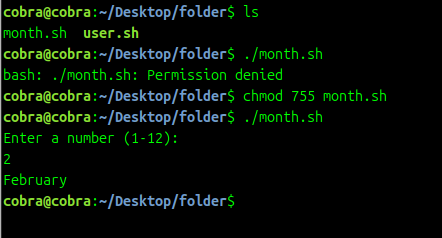 cobra@cobra:~/Desktop/folder$ ls
month.sh  user.sh
cobra@cobra:~/Desktop/folder$ ./month.sh
bash: ./month.sh: Permission denied
cobra@cobra:~/Desktop/folder$ chmod 755 month.sh
cobra@cobra:~/Desktop/folder$ ./month.sh
Enter a number (1-12):
2
February
cobra@cobra:~/Desktop/folder$